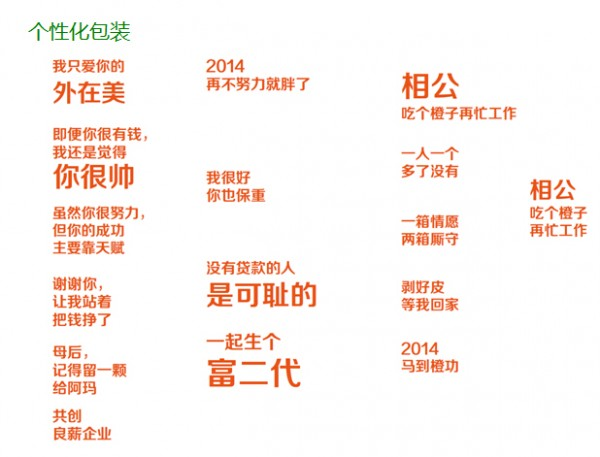 个性化包装
我只爱你的
外在美
即便你很有钱，
我还是觉得
你很帅
虽然你很努力，
但你的成功
主要靠天赋
谢谢你，
让我站着
把钱挣了
母后，
记得留一颗
给阿玛
共创
良薪企业
2014
再不努力就胖了
我很好
你也保重
没有贷款的人
是可耻的
一起生个
富二代
相公
吃个橙子再忙工作
一人一个
多了没有
一箱情愿
两箱厮守
剥好皮
等我回家
2014
马到橙功
相公
吃个橙子
再忙工作